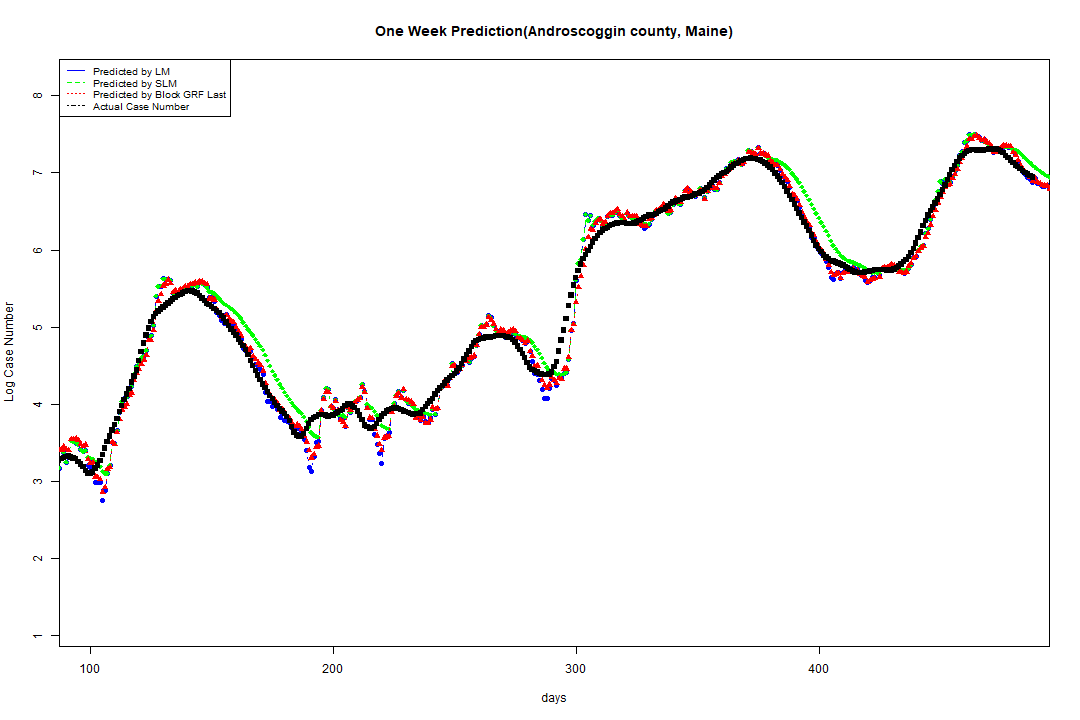 One Week Prediction(Androscoggin county, Maine)
Predicted by LM
Predicted by SLM
Predicted by Block GRF Last
Actual Case Number
8
7
6
5
4
3
2
1
Log Case Number
100 200 300 400
days